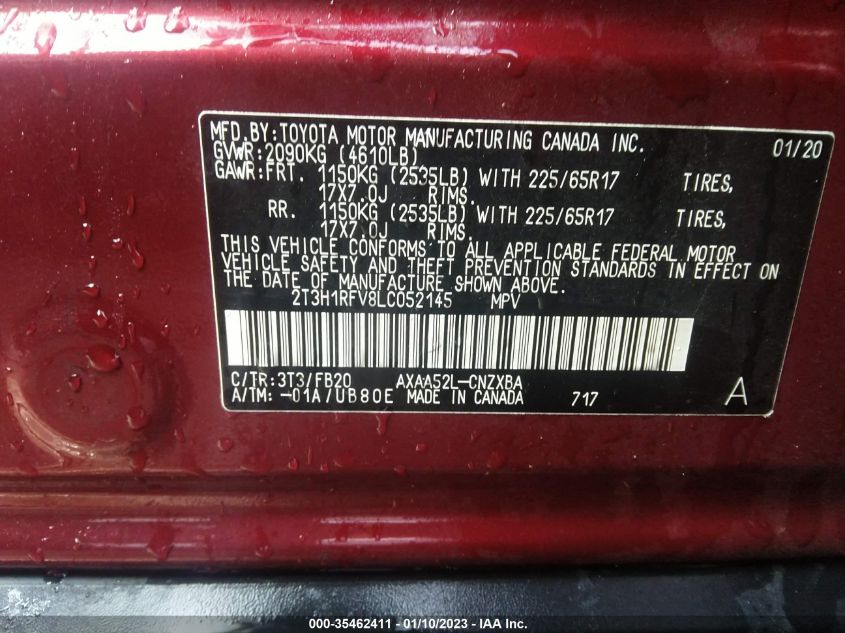 MFD.BY:TOYOTA MOTOR MANUFACTURING CANADA INC. 01/20
GVWR:2090KG (4610LB)
GAWR:FRT. 1150KG (2535LB) WITH 225/65R17 TIRES,
17X7.0J RIMS.
RR. 1150KG (2535LB) WITH 225/65R17 TIRES,
17X7.0J RIMS.
THIS VEHICLE CONFORMS TO ALL APPLICABLE FEDERAL MOTOR
VEHICLE SAFETY AND THEFT PREVENTION STANDARDS IN EFFECT ON
THE DATE OF MANUFACTURE SHOWN ABOVE.
2T3H1RFV8LC052145 MPV
C/TR:3T3/FB20 AXAA52L-CNZXBA
A/TM:-01A/UB80E MADE IN CANADA 717 A
000-35462411 - 01/10/2023 - IAA Inc.